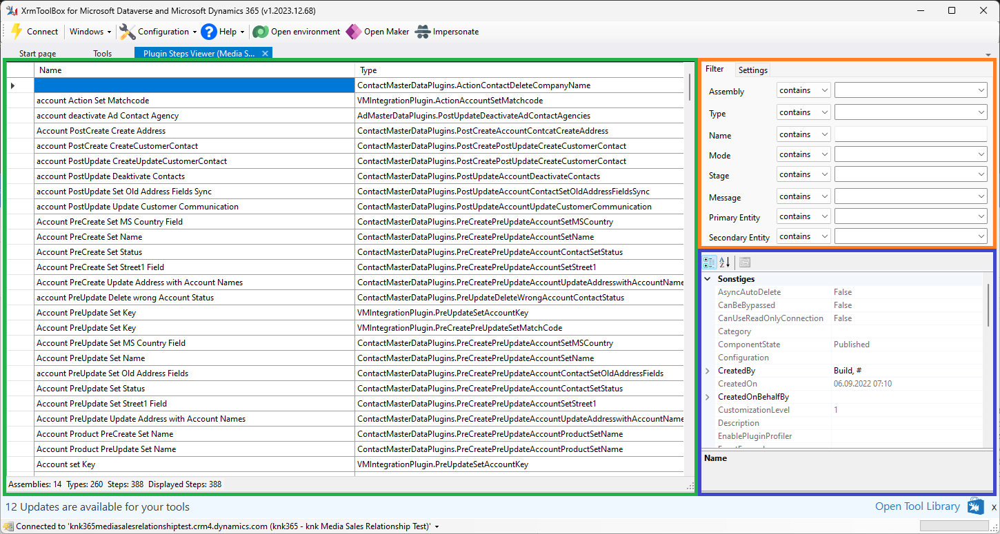 XrmToolBox for Microsoft Dataverse and Microsoft Dynamics 365 (v1.2023.12.68)
Connect Windows Configuration Help Open environment Open Maker Impersonate
Start page Tools Plugin Steps Viewer (Media S...
Name Type
ContactMasterDataPlugins.ActionContactDeleteCompanyName
account Action Set Matchcode VMIntegrationPlugin.ActionAccountSetMatchcode
account deactivate Ad Contact Agency AdMasterDataPlugins.PostUpdateDeactivateAdContactAgencies
Account PostCreate Create Address ContactMasterDataPlugins.PostCreateAccountContcatCreateAddress
account PostCreate CreateCustomerContact ContactMasterDataPlugins.PostCreatePostUpdateCreateCustomerContact
account PostUpdate CreateUpdateCustomerContact ContactMasterDataPlugins.PostCreatePostUpdateCreateCustomerContact
account PostUpdate Deaktivate Contacts ContactMasterDataPlugins.PostUpdateAccountDeactivateContacts
account PostUpdate Set Old Address Fields Sync ContactMasterDataPlugins.PostUpdateAccountContactSetOldAddressFieldsSync
account PostUpdate Update Customer Communication ContactMasterDataPlugins.PostUpdateAccountUpdateCustomerCommunication
Account PreCreate Set MS Country Field ContactMasterDataPlugins.PreCreatePreUpdateAccountSetMSCountry
Account PreCreate Set Name ContactMasterDataPlugins.PreCreatePreUpdateAccountSetName
Account PreCreate Set Status ContactMasterDataPlugins.PreCreatePreUpdateAccountContactSetStatus
Account PreCreate Set Street1 Field ContactMasterDataPlugins.PreCreatePreUpdateAccountSetStreet1
Account PreCreate Update Address with Account Names ContactMasterDataPlugins.PreCreatePreUpdateAccountUpdateAddresswithAccountName
account PreUpdate Delete wrong Account Status ContactMasterDataPlugins.PreUpdateDeleteWrongAccountContactStatus
Account PreUpdate Set Key VMIntegrationPlugin.PreUpdateSetAccountKey
Account PreUpdate Set Key VMIntegrationPlugin.PreCreatePreUpdateSetMatchCode
Account PreUpdate Set MS Country Field ContactMasterDataPlugins.PreCreatePreUpdateAccountSetMSCountry
Account PreUpdate Set Name ContactMasterDataPlugins.PreCreatePreUpdateAccountSetName
account PreUpdate Set Old Address Fields ContactMasterDataPlugins.PreCreatePreUpdateAccountContactSetOldAddressFields
Account PreUpdate Set Status ContactMasterDataPlugins.PreCreatePreUpdateAccountContactSetStatus
Account PreUpdate Set Street1 Field ContactMasterDataPlugins.PreCreatePreUpdateAccountSetStreet1
Account PreUpdate Update Address with Account Names ContactMasterDataPlugins.PreCreatePreUpdateAccountUpdateAddresswithAccountName
Account Product PreCreate Set Name ContactMasterDataPlugins.PreCreatePreUpdateAccountProductSetName
Account Product PreUpdate Set Name ContactMasterDataPlugins.PreCreatePreUpdateAccountProductSetName
Account set Key VMIntegrationPlugin.PreUpdateSetAccountKey
Assemblies: 14 Types: 260 Steps: 388 Displayed Steps: 388
Filter Settings
Assembly contains
Type contains
Name contains
Mode contains
Stage contains
Message contains
Primary Entity contains
Secondary Entity contains
Sonstiges
AsyncAutoDelete False
CanBeBypassed False
CanUseReadOnlyConnection False
Category
ComponentState Published
Configuration
CreatedBy Build, #
CreatedOn 06.09.2022 07:10
CreatedOnBehalfBy
CustomizationLevel 1
Description
EnablePluginProfiler
Name
12 Updates are available for your tools Open Tool Library x
Connected to 'knk365mediasalesrelationshiptest.crm4.dynamics.com (knk365 - knk Media Sales Relationship Test)'